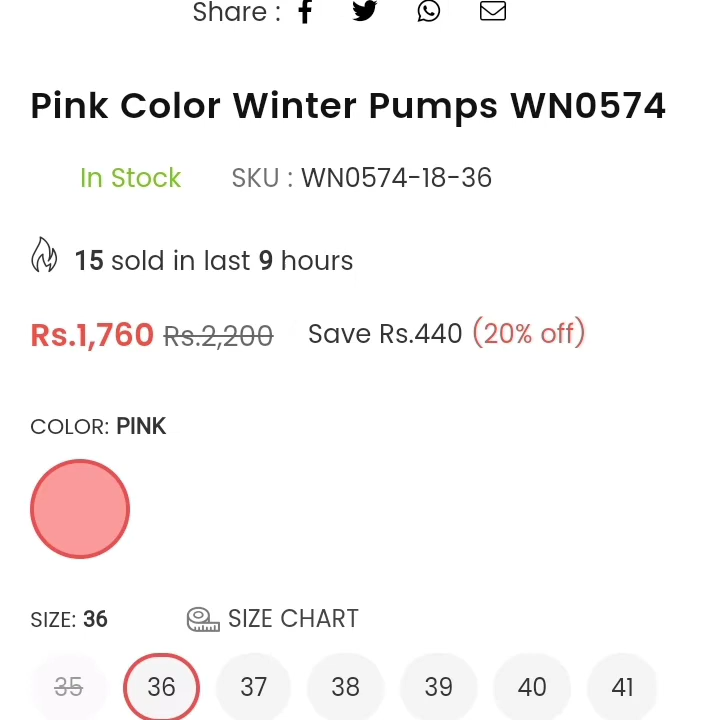 Share :
Pink Color Winter Pumps WN0574
In Stock SKU : WN0574-18-36
15 sold in last 9 hours
Rs.1,760 Rs.2,200 Save Rs.440 (20% off)
COLOR: PINK
SIZE: 36 SIZE CHART
35 36 37 38 39 40 41